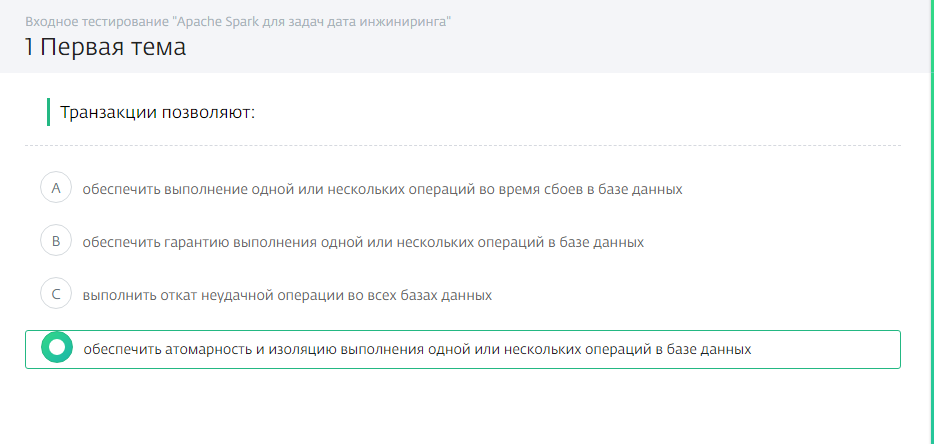 Входное тестирование "Apache Spark для задач дата инжиниринга"
1 Первая тема
Транзакции позволяют:
A обеспечить выполнение одной или нескольких операций во время сбоев в базе данных
B обеспечить гарантию выполнения одной или нескольких операций в базе данных
C выполнить откат неудачной операции во всех базах данных
обеспечить атомарность и изоляцию выполнения одной или нескольких операций в базе данных